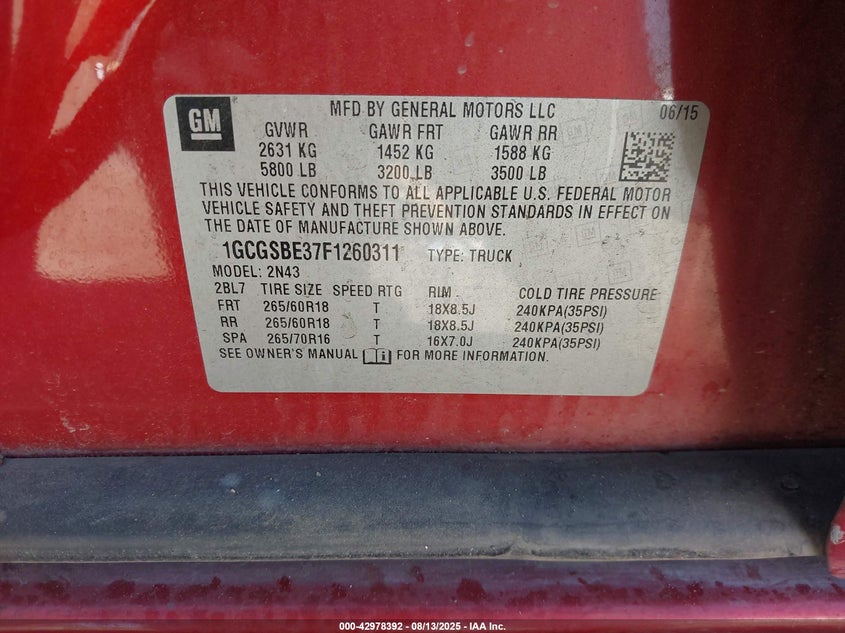 GM
MFD BY GENERAL MOTORS LLC 06/15
GVWR GAWR FRT GAWR RR
2631 KG 1452 KG 1588 KG
5800 LB 3200 LB 3500 LB
THIS VEHICLE CONFORMS TO ALL APPLICABLE U.S. FEDERAL MOTOR
VEHICLE SAFETY AND THEFT PREVENTION STANDARDS IN EFFECT ON
THE DATE OF MANUFACTURE SHOWN ABOVE.
1GCGSBE37F1260311 TYPE: TRUCK
MODEL: 2N43
2BL7 TIRE SIZE SPEED RTG RIM COLD TIRE PRESSURE
FRT 265/60R18 T 18X8.5J 240KPA(35PSI)
RR 265/60R18 T 18X8.5J 240KPA(35PSI)
SPA 265/70R16 T 16X7.0J 240KPA(35PSI)
SEE OWNER'S MANUAL i FOR MORE INFORMATION.
000-42978392 - 08/13/2025 - IAA Inc.